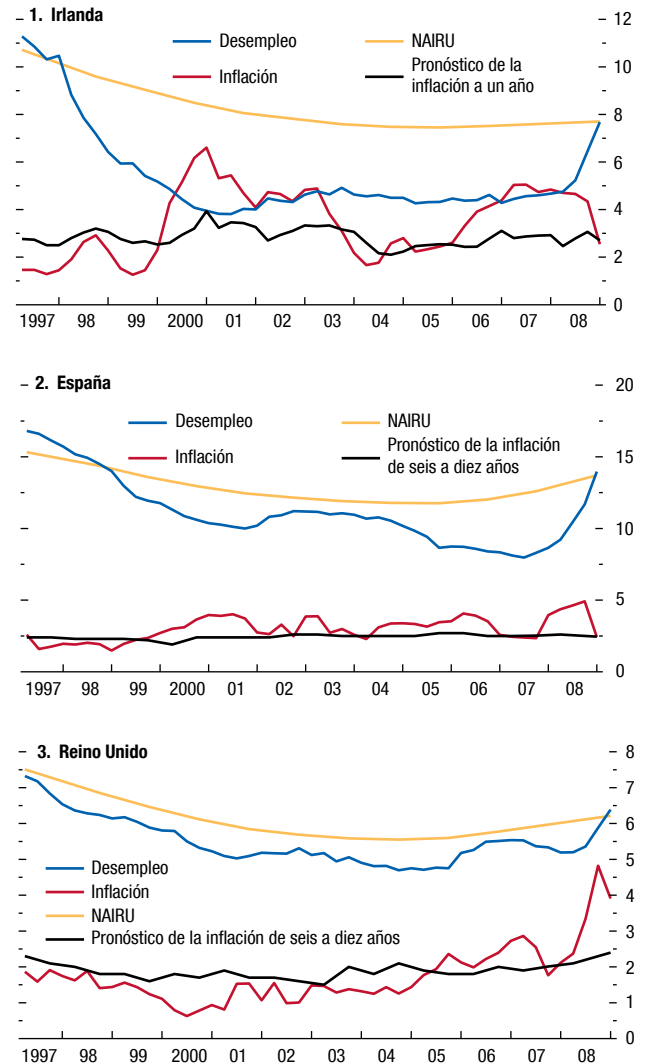 1. Irlanda
Desempleo
NAIRU
Inflación
Pronóstico de la
inflación a un año
12
10
8
6
4
2
0
1997 98 99 2000 01 02 03 04 05 06 07 08
2. España
Desempleo
NAIRU
Inflación
Pronóstico de la inflación
de seis a diez años
20
15
10
5
0
1997 98 99 2000 01 02 03 04 05 06 07 08
3. Reino Unido
Desempleo
Inflación
NAIRU
Pronóstico de la inflación de seis a diez años
8
7
6
5
4
3
2
1
0
1997 98 99 2000 01 02 03 04 05 06 07 08